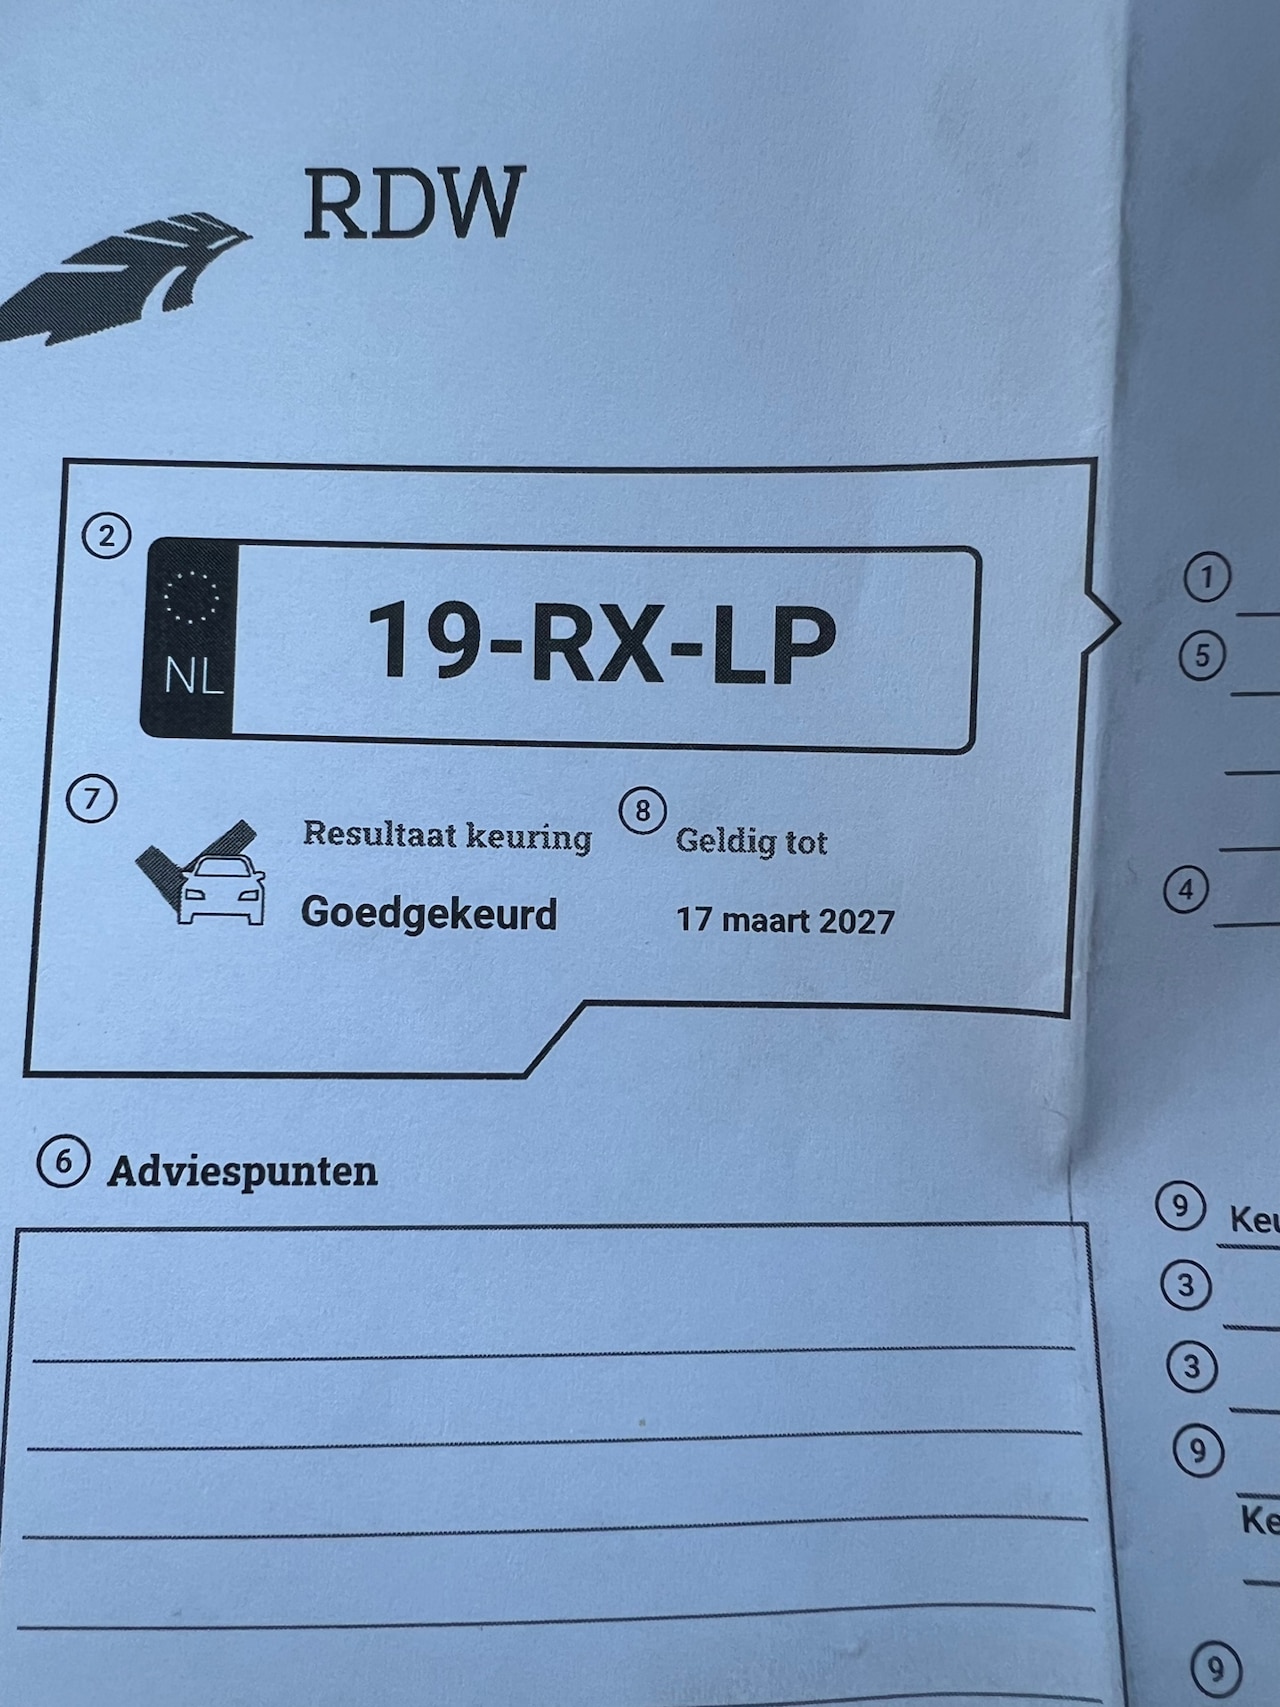 RDW
2
NL 19-RX-LP
7 Resultaat keuring 8 Geldig tot
Goedgekeurd 17 maart 2027
6 Adviespunten
1
5
4
9
3
3
9
9